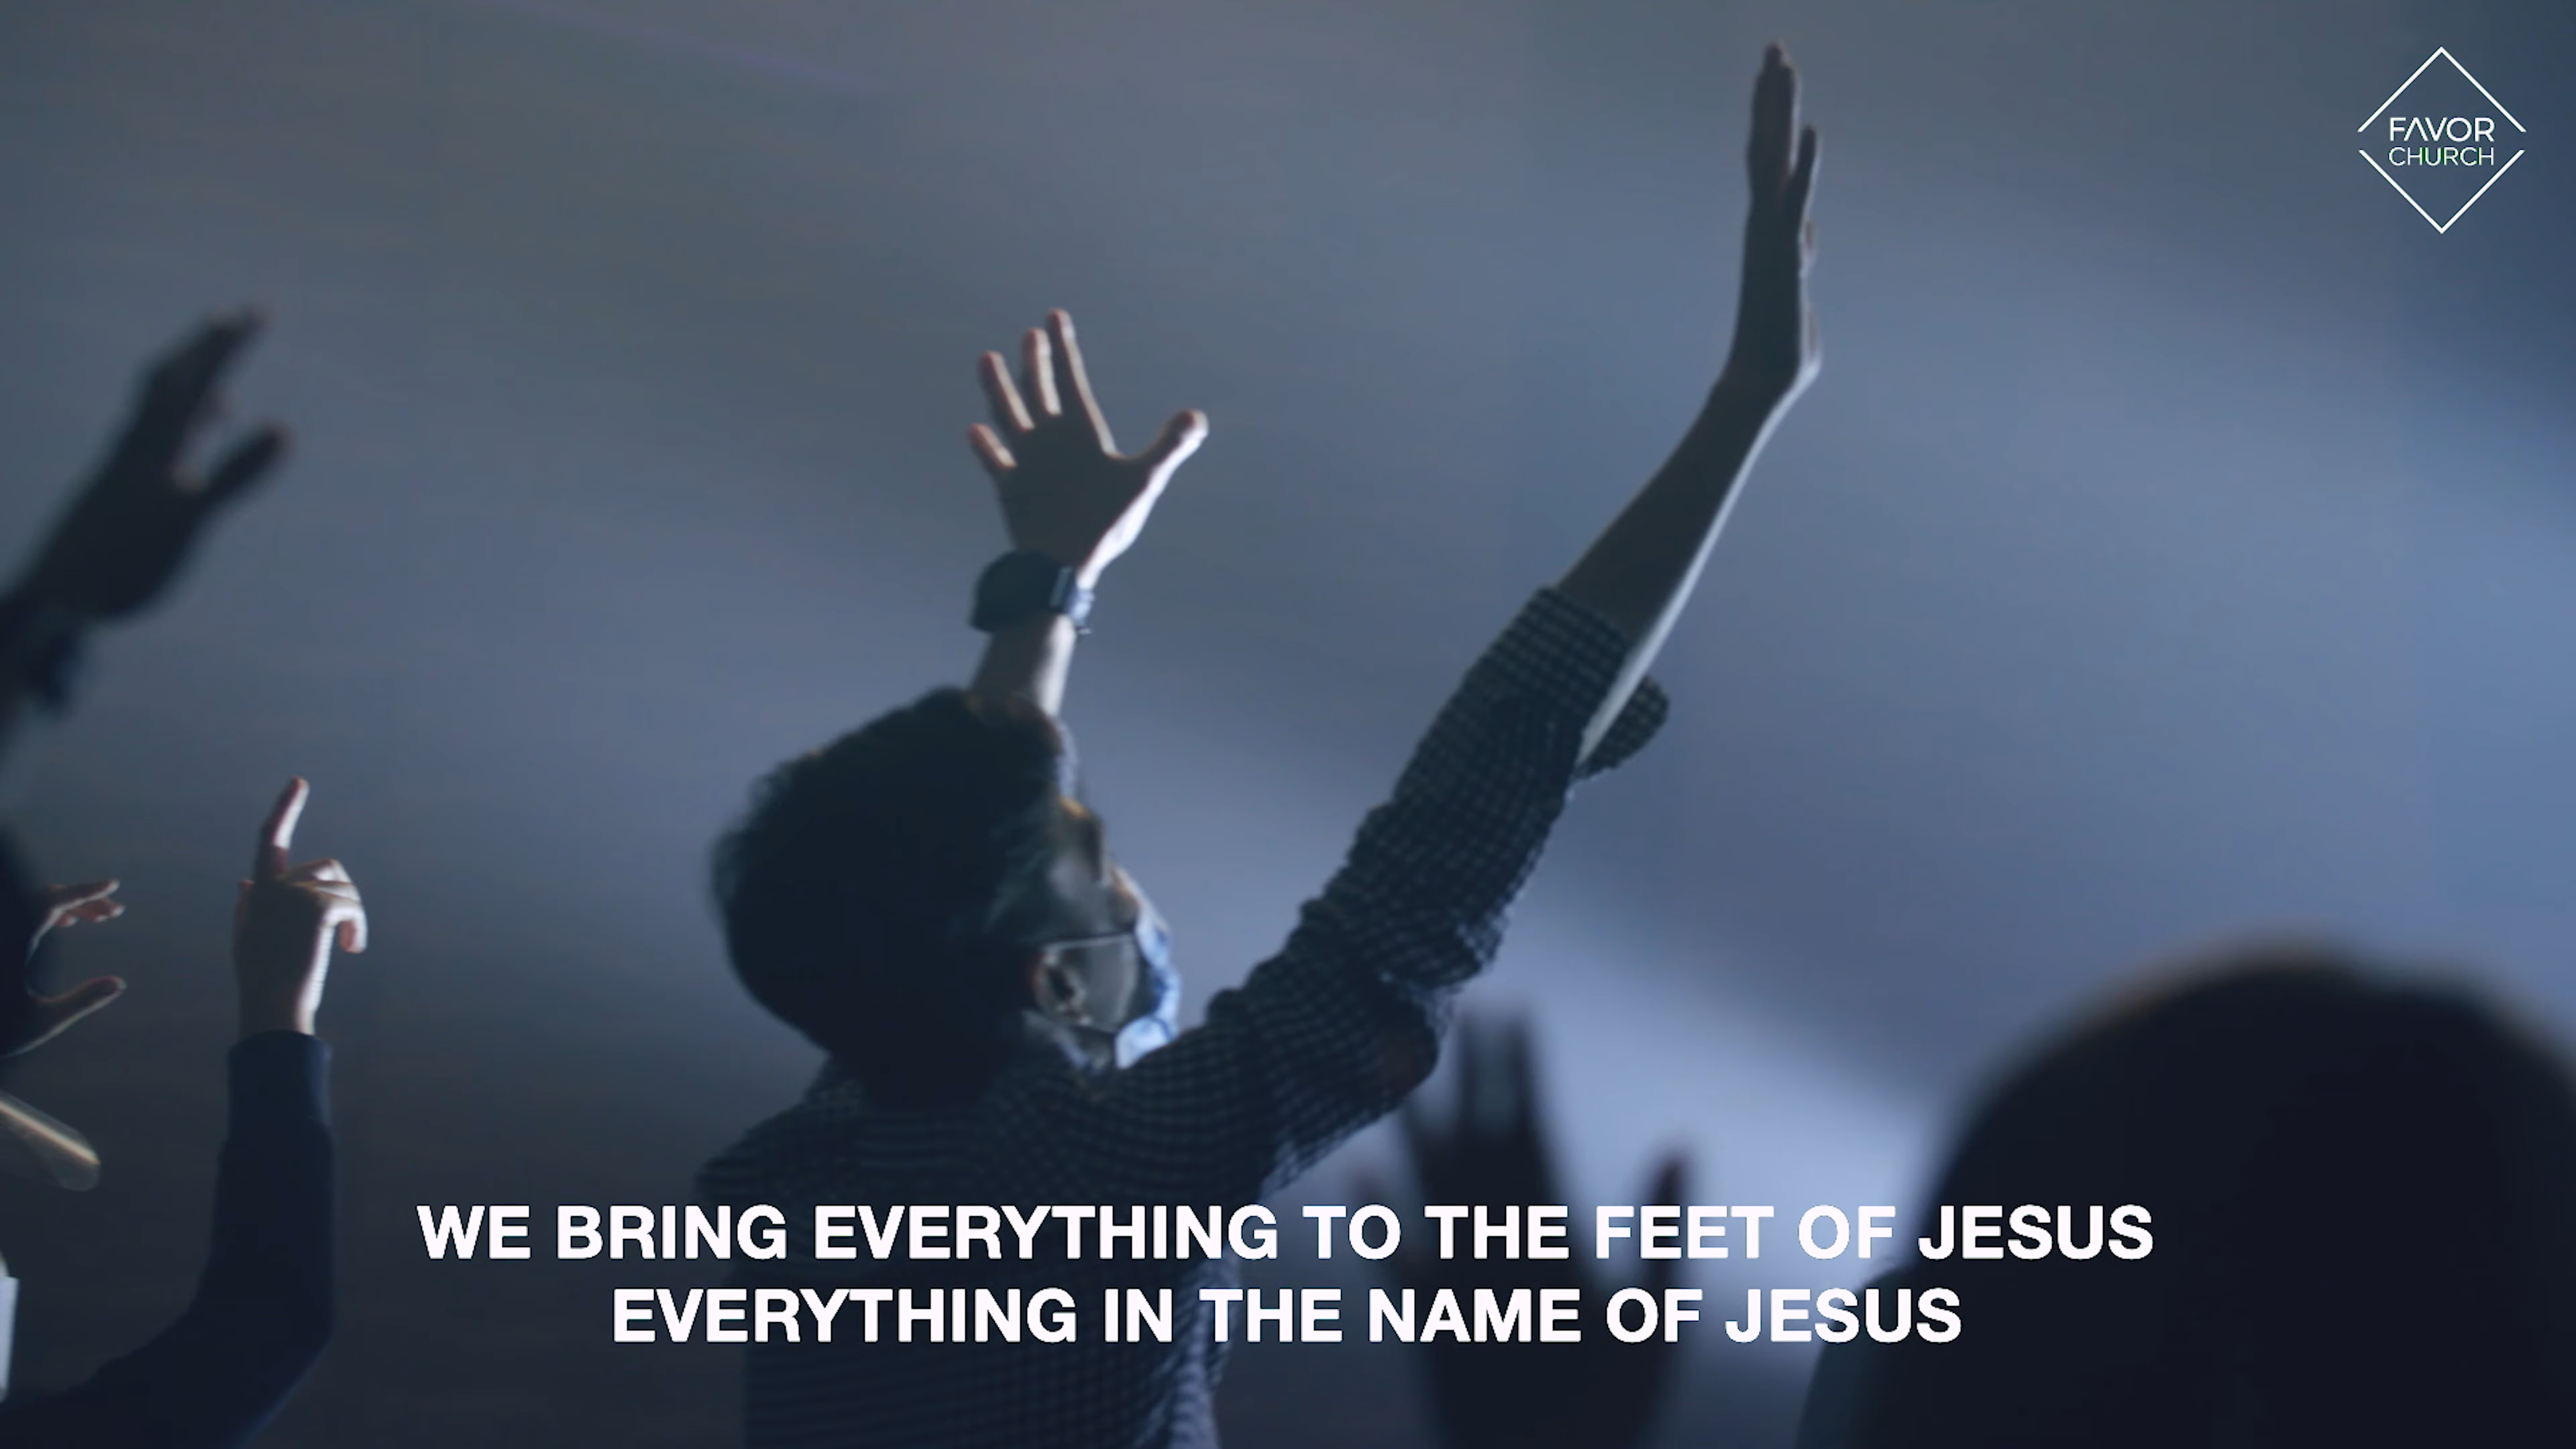 FAVOR
CHURCH
WE BRING EVERYTHING TO THE FEET OF JESUS
EVERYTHING IN THE NAME OF JESUS